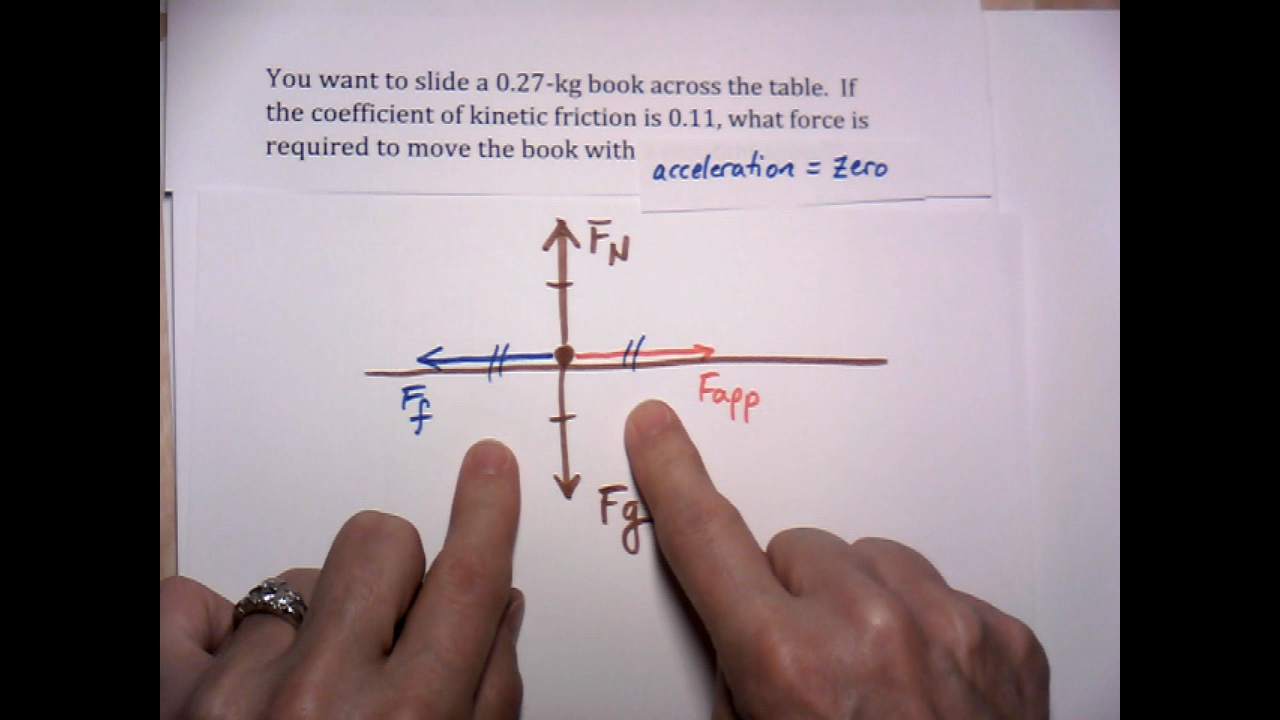 You want to slide a 0.27-kg book across the table. If
the coefficient of kinetic friction is 0.11, what force is
required to move the book with
acceleration = zero
F̄N
Ff
Fapp
Fg